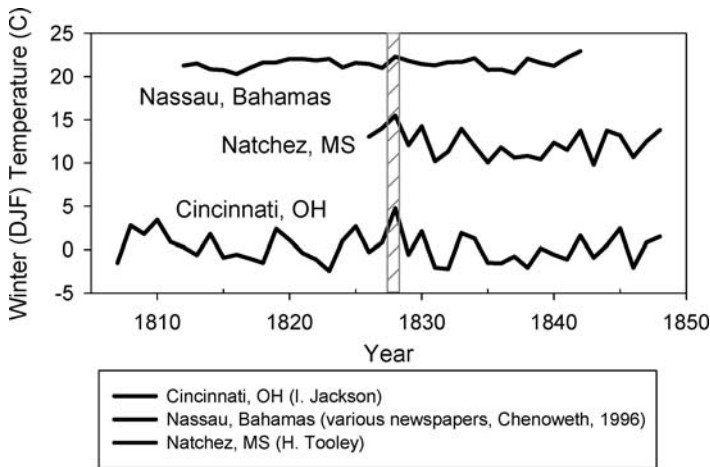 Winter (DJF) Temperature (C)
25
20
15
10
5
0
-5
Nassau, Bahamas
Natchez, MS
Cincinnati, OH
1810 1820 1830 1840 1850
Year
Cincinnati, OH (I. Jackson)
Nassau, Bahamas (various newspapers, Chenoweth, 1996)
Natchez, MS (H. Tooley)